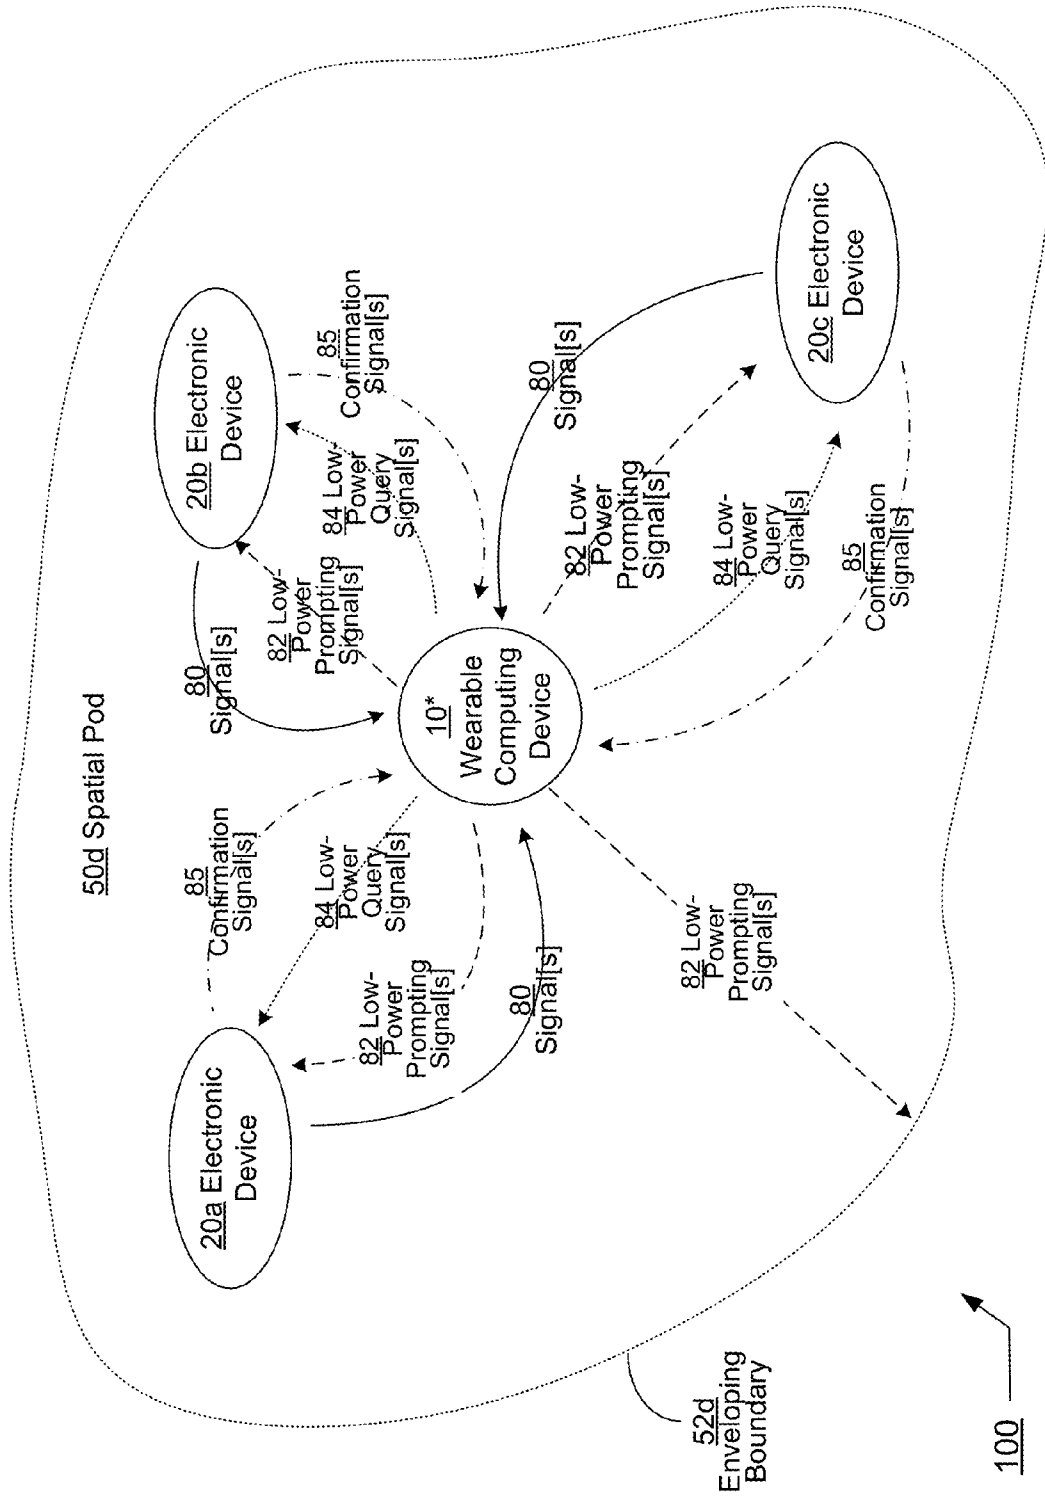 50d Spatial Pod
20a Electronic
Device
85
Confirmation
Signal[s]
80
Signal[s]
20b Electronic
Device
82 Low-
Power
Prompting
Signal[s]
84 Low-
Power
Query
Signal[s]
84 Low-
Power
Query
Signal[s]
85
Confirmation
Signal[s]
82 Low-
Power
Prompting
Signal[s]
10*
Wearable
Computing
Device
80
Signal[s]
80
Signal[s]
82 Low-
Power
Prompting
Signal[s]
82 Low-
Power
Prompting
Signal[s]
84 Low-
Power
Query
Signal[s]
20c Electronic
Device
85
Confirmation
Signal[s]
52d
Enveloping
Boundary
100